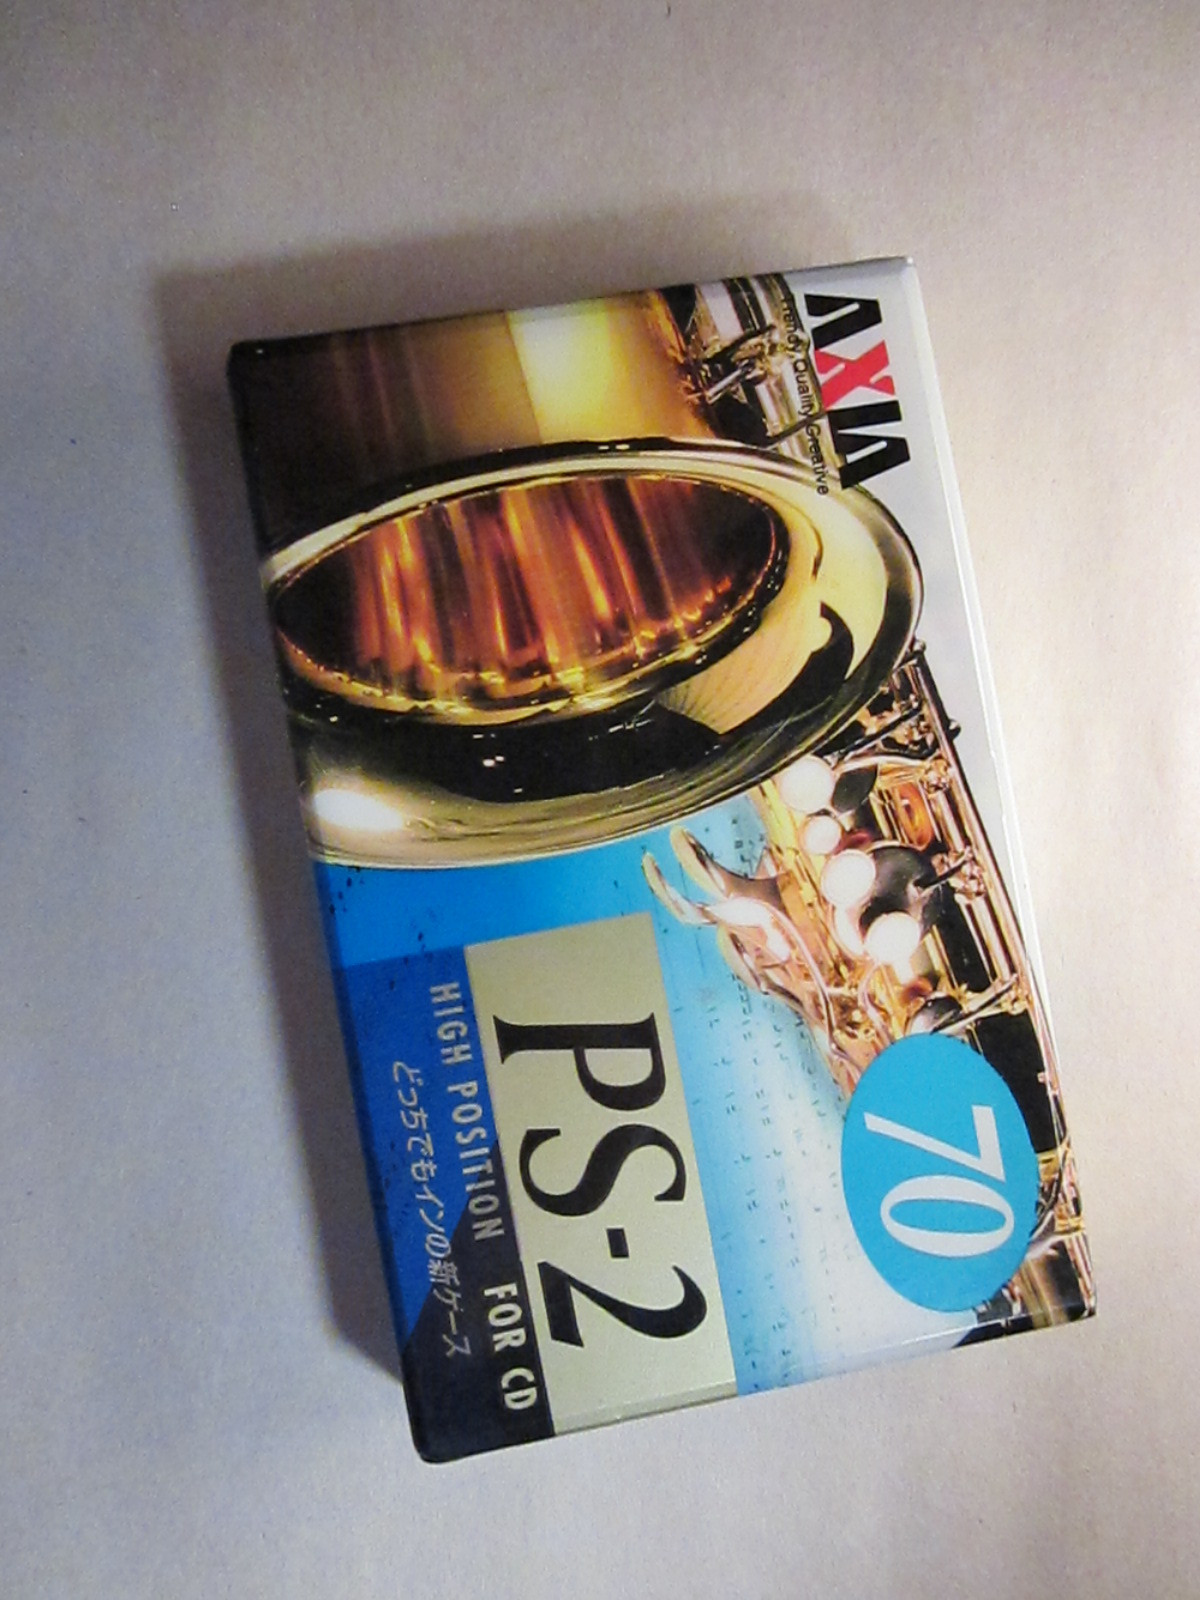 AXIA
Trendy, Quality, Creative
70
PS-2
HIGH POSITION FOR CD
どっちでもインの新ケース